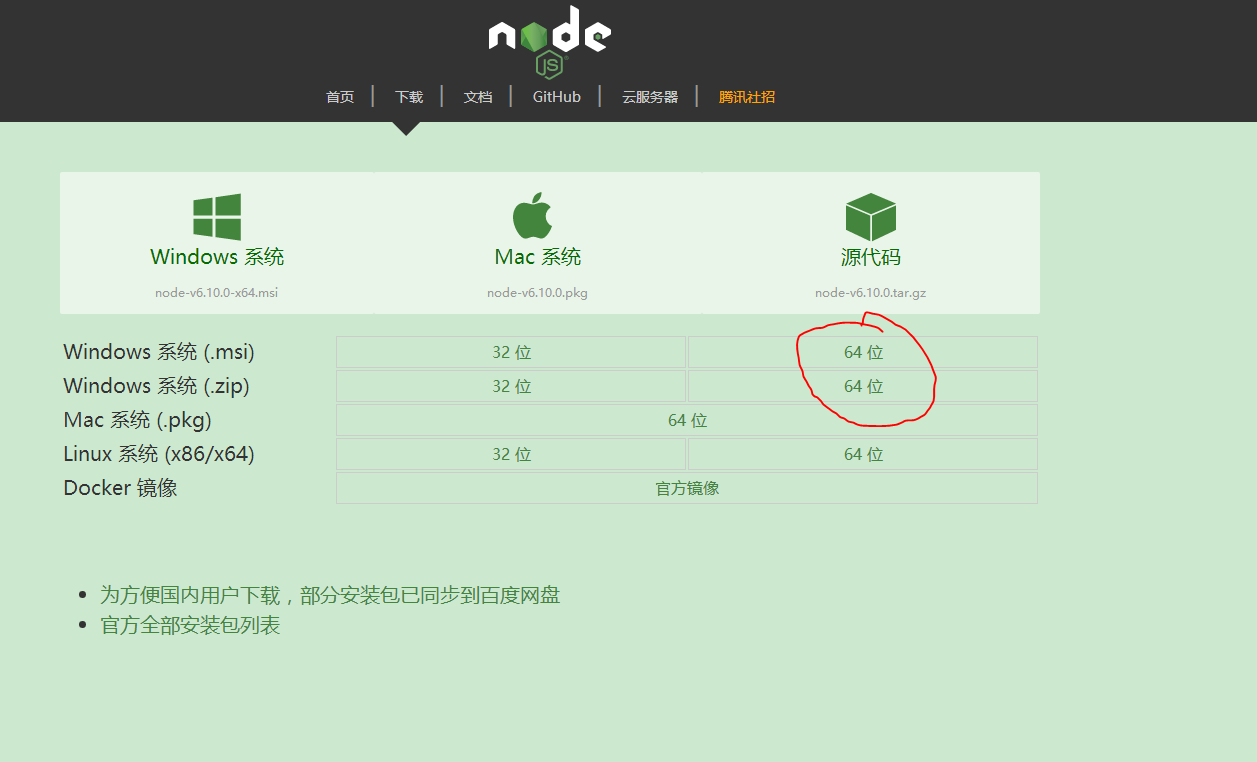 node
JS
首页 下载 文档 GitHub 云服务器 腾讯社招
Windows 系统 Mac 系统 源代码
node-v6.10.0-x64.msi node-v6.10.0.pkg node-v6.10.0.tar.gz
Windows 系统 (.msi) 32 位 64 位
Windows 系统 (.zip) 32 位 64 位
Mac 系统 (.pkg) 64 位
Linux 系统 (x86/x64) 32 位 64 位
Docker 镜像 官方镜像
为方便国内用户下载，部分安装包已同步到百度网盘
官方全部安装包列表